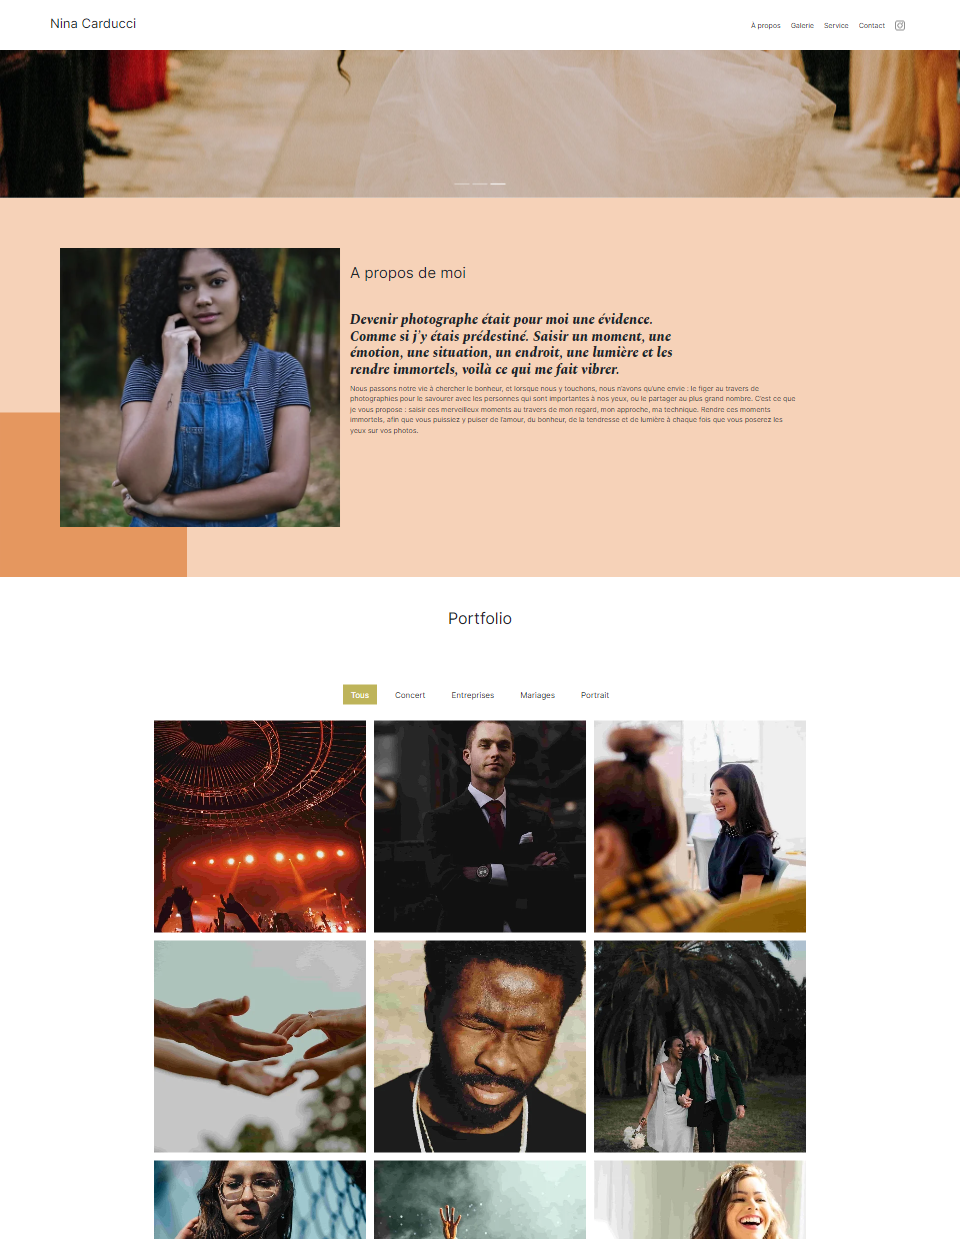 Nina Carducci
À propos
Galerie
Service
Contact
A propos de moi
Devenir photographe était pour moi une évidence.
Comme si j'y étais prédestiné. Saisir un moment, une
émotion, une situation, un endroit, une lumière et les
rendre immortels, voilà ce qui me fait vibrer.
Nous passons notre vie à chercher le bonheur, et lorsque nous y touchons, nous n'avons qu'une envie : le figer au travers de
photographies pour le savourer avec les personnes qui sont importantes à nos yeux, ou le partager au plus grand nombre. C'est ce que
je vous propose : saisir ces merveilleux moments au travers de mon regard, mon approche, ma technique. Rendre ces moments
immortels, afin que vous puissiez y puiser de l'amour, du bonheur, de la tendresse et de lumière à chaque fois que vous poserez les
yeux sur vos photos.
Portfolio
Tous
Concert
Entreprises
Mariages
Portrait